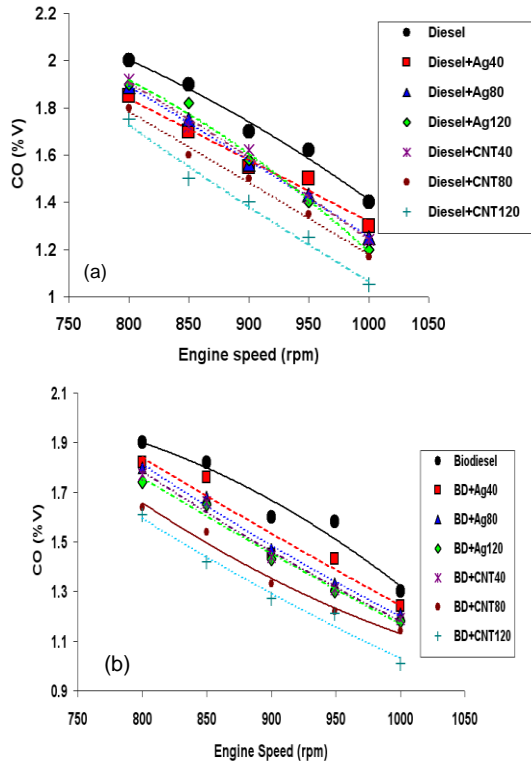 2.2
2
1.8
1.6
1.4
1.2
1
CO (% V)
(a)
750 800 850 900 950 1000 1050
Engine speed (rpm)
Diesel
Diesel+Ag40
Diesel+Ag80
Diesel+Ag120
Diesel+CNT40
Diesel+CNT80
Diesel+CNT120
2.1
1.9
1.7
1.5
1.3
1.1
0.9
CO (% V)
(b)
750 800 850 900 950 1000 1050
Engine Speed (rpm)
Biodiesel
BD+Ag40
BD+Ag80
BD+Ag120
BD+CNT40
BD+CNT80
BD+CNT120